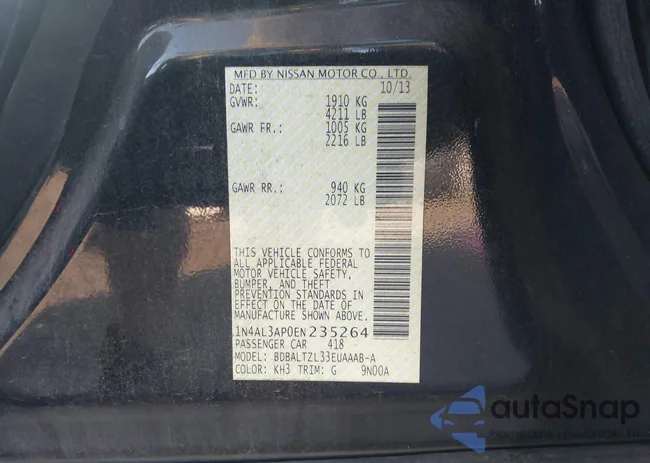 MFD BY NISSAN MOTOR CO., LTD.
DATE: 10/13
GVWR: 1910 KG
4211 LB
GAWR FR.: 1005 KG
2216 LB
GAWR RR.: 940 KG
2072 LB
THIS VEHICLE CONFORMS TO
ALL APPLICABLE FEDERAL
MOTOR VEHICLE SAFETY,
BUMPER, AND THEFT
PREVENTION STANDARDS IN
EFFECT ON THE DATE OF
MANUFACTURE SHOWN ABOVE.
1N4AL3AP0EN235264
PASSENGER CAR 418
MODEL: BDBALTZL33EUAAAB-A
COLOR: KH3 TRIM: G 9N00A
autaSnap